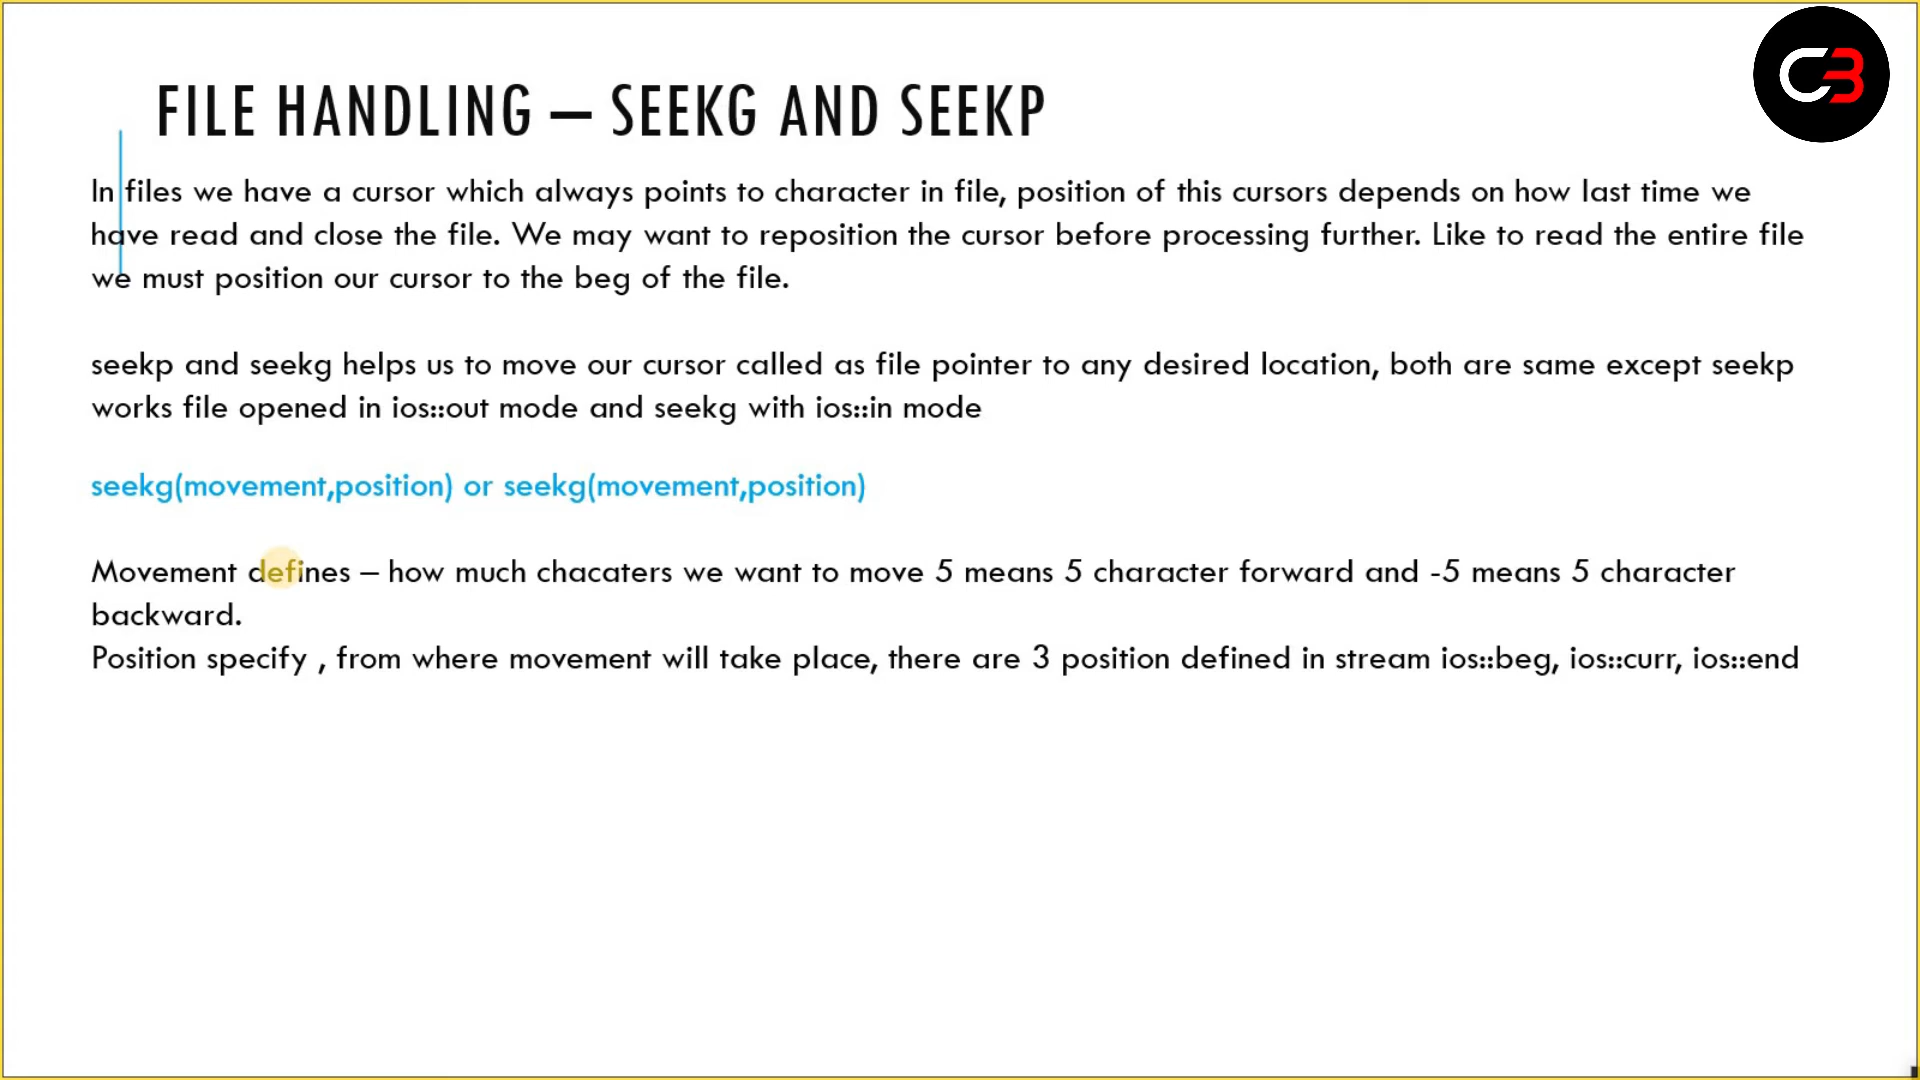 FILE HANDLING – SEEKG AND SEEKP
C3
In files we have a cursor which always points to character in file, position of this cursors depends on how last time we
have read and close the file. We may want to reposition the cursor before processing further. Like to read the entire file
we must position our cursor to the beg of the file.
seekp and seekg helps us to move our cursor called as file pointer to any desired location, both are same except seekp
works file opened in ios::out mode and seekg with ios::in mode
seekg(movement,position) or seekg(movement,position)
Movement defines – how much chacaters we want to move 5 means 5 character forward and -5 means 5 character
backward.
Position specify , from where movement will take place, there are 3 position defined in stream ios::beg, ios::curr, ios::end